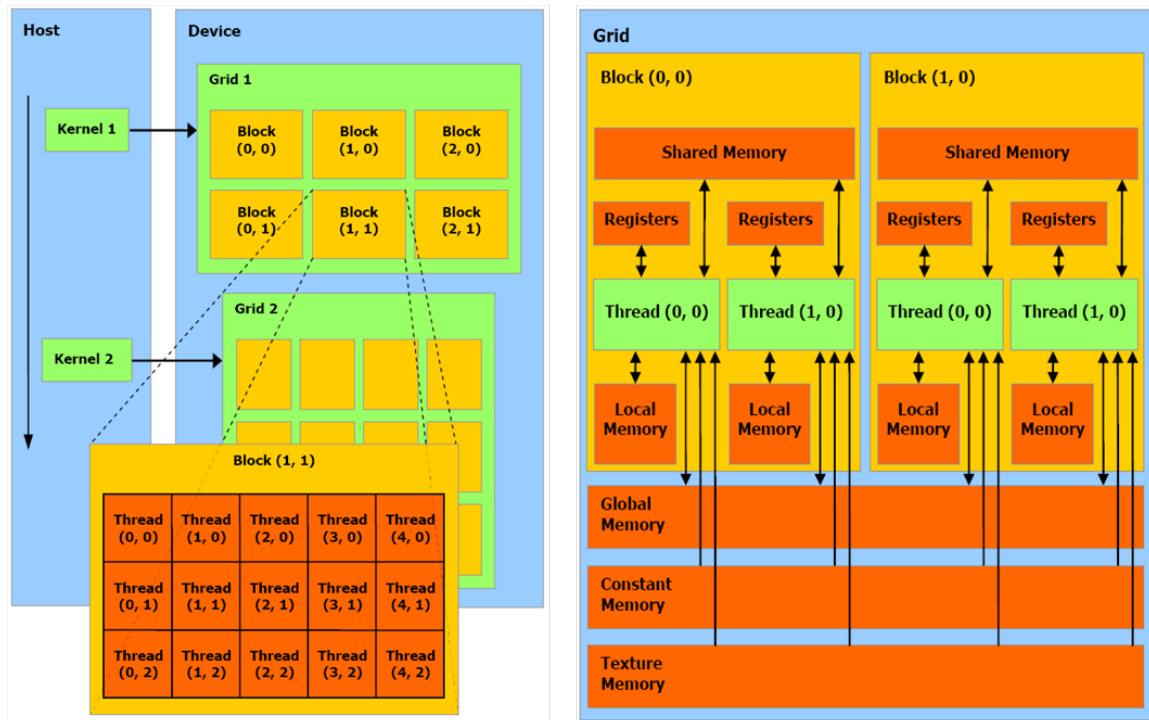 Host
Device
Grid 1
Kernel 1
Block
(0, 0)
Block
(1, 0)
Block
(2, 0)
Block
(0, 1)
Block
(1, 1)
Block
(2, 1)
Grid 2
Kernel 2
Block (1, 1)
Thread
(0, 0)
Thread
(1, 0)
Thread
(2, 0)
Thread
(3, 0)
Thread
(4, 0)
Thread
(0, 1)
Thread
(1, 1)
Thread
(2, 1)
Thread
(3, 1)
Thread
(4, 1)
Thread
(0, 2)
Thread
(1, 2)
Thread
(2, 2)
Thread
(3, 2)
Thread
(4, 2)
Grid
Block (0, 0)
Shared Memory
Registers
Registers
Thread (0, 0)
Thread (1, 0)
Local
Memory
Local
Memory
Block (1, 0)
Shared Memory
Registers
Registers
Thread (0, 0)
Thread (1, 0)
Local
Memory
Local
Memory
Global
Memory
Constant
Memory
Texture
Memory